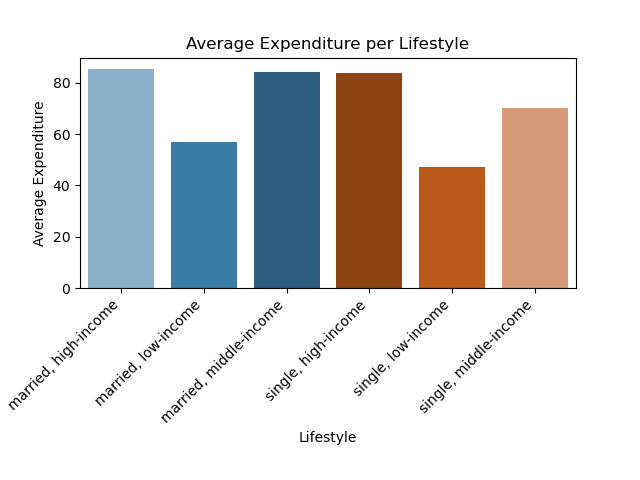 Average Expenditure per Lifestyle
Average Expenditure
80
60
40
20
0
married, high-income
married, low-income
married, middle-income
single, high-income
single, low-income
single, middle-income
Lifestyle